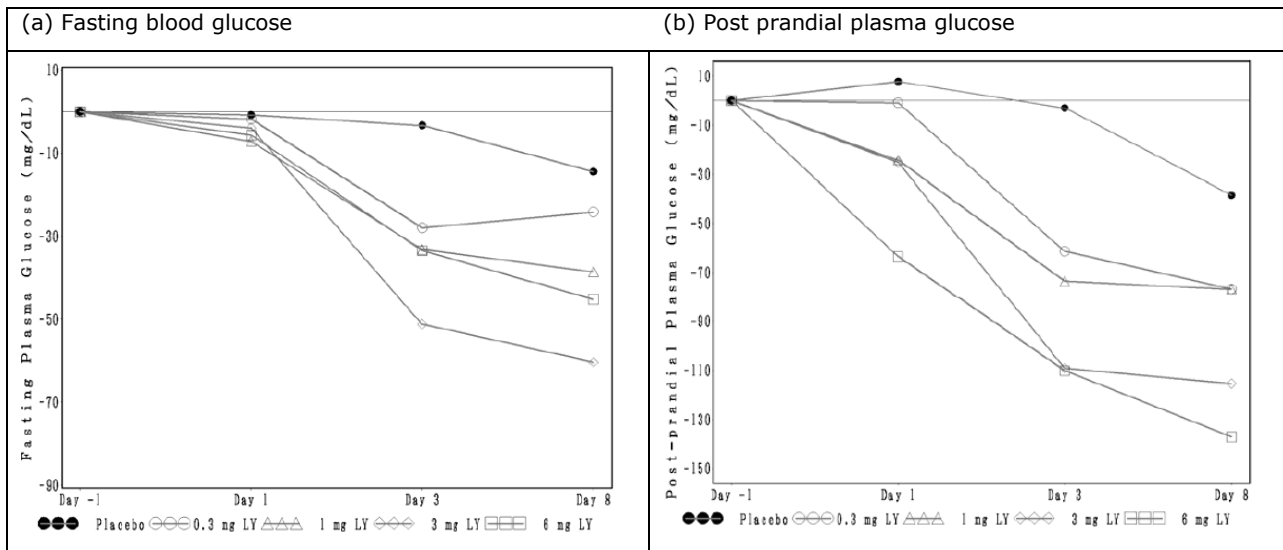 (a) Fasting blood glucose
(b) Post prandial plasma glucose
Fasting Plasma Glucose (mg/dL)
10
-10
-30
-50
-70
-90
Day -1
Day 1
Day 3
Day 8
Placebo 0.3 ng LY 1 mg LY 3 mg LY 6 mg LY
Post-prandial Plasma Glucose (mg/dL)
10
-10
-30
-50
-70
-90
-110
-130
-150
Day -1
Day 1
Day 3
Day 8
Placebo 0.3 mg LY 1 ng LY 3 mg LY 6 mg LY